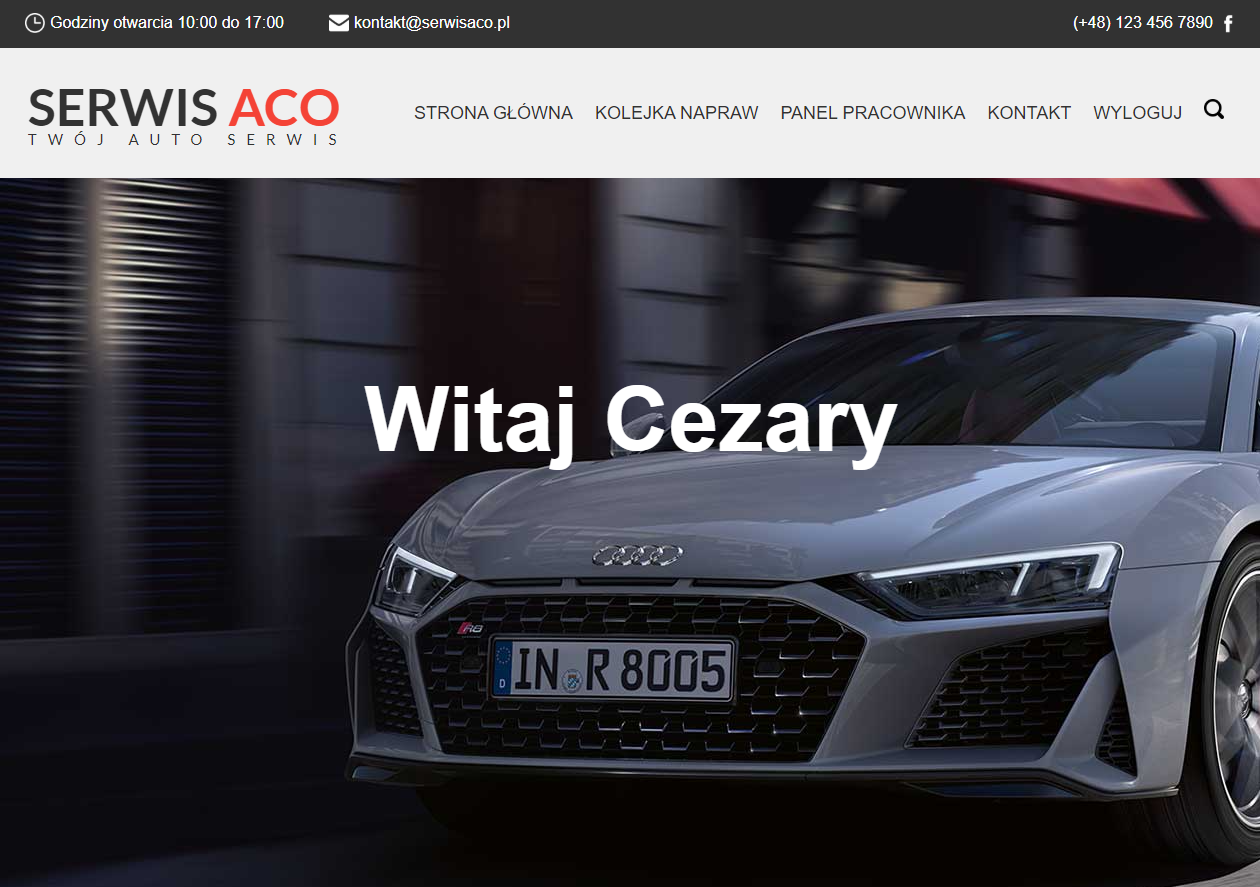 Godziny otwarcia 10:00 do 17:00
kontakt@serwisaco.pl
(+48) 123 456 7890
SERWIS ACO
TWÓJ AUTO SERWIS
STRONA GŁÓWNA
KOLEJKA NAPRAW
PANEL PRACOWNIKA
KONTAKT
WYLOGUJ
Witaj Cezary
R8
D
IN R 8005